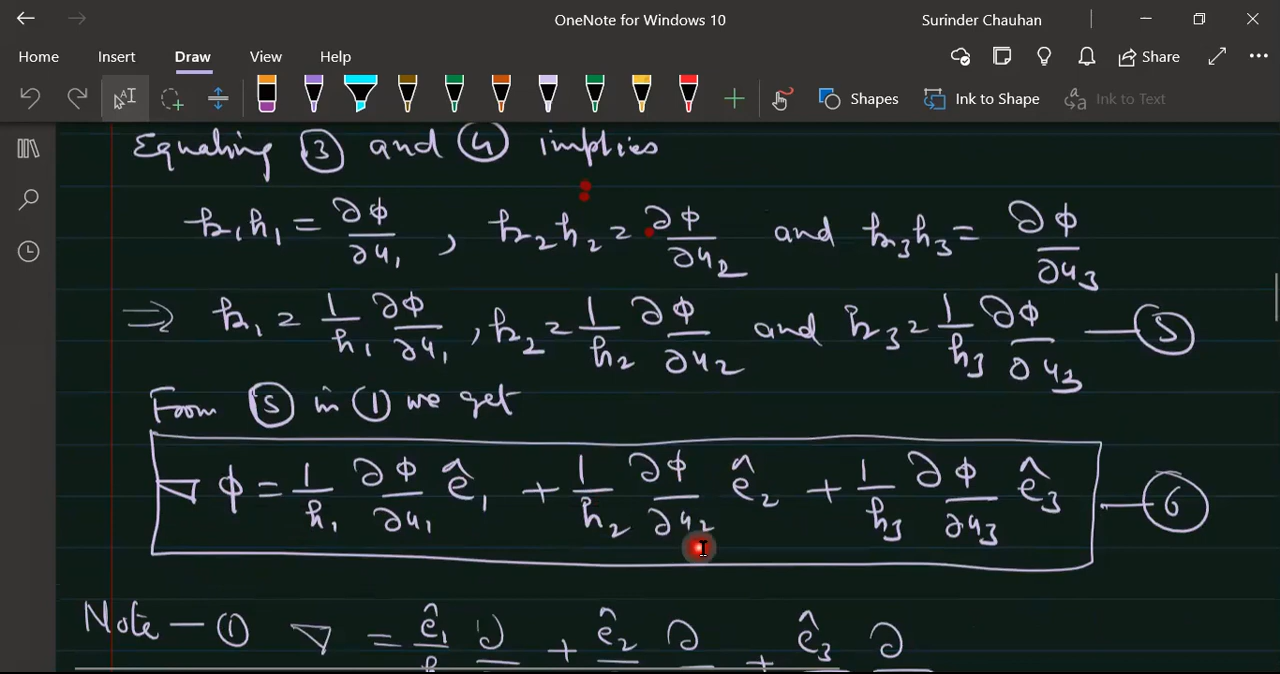 OneNote for Windows 10
Surinder Chauhan
Home Insert Draw View Help
Share
Shapes Ink to Shape Ink to Text
Equating ③ and ④ implies
k₁h₁ = ∂ϕ/∂u₁ , k₂h₂ = ∂ϕ/∂u₂ and k₃h₃ = ∂ϕ/∂u₃
⇒ k₁ = 1/h₁ ∂ϕ/∂u₁ , k₂ = 1/h₂ ∂ϕ/∂u₂ and k₃ = 1/h₃ ∂ϕ/∂u₃ — ⑤
From ⑤ in ① we get
∇ϕ = 1/h₁ ∂ϕ/∂u₁ ê₁ + 1/h₂ ∂ϕ/∂u₂ ê₂ + 1/h₃ ∂ϕ/∂u₃ ê₃ — ⑥
Note — ① ∇ = ê₁/h ∂ + ê₂ ∂ + ê₃ ∂